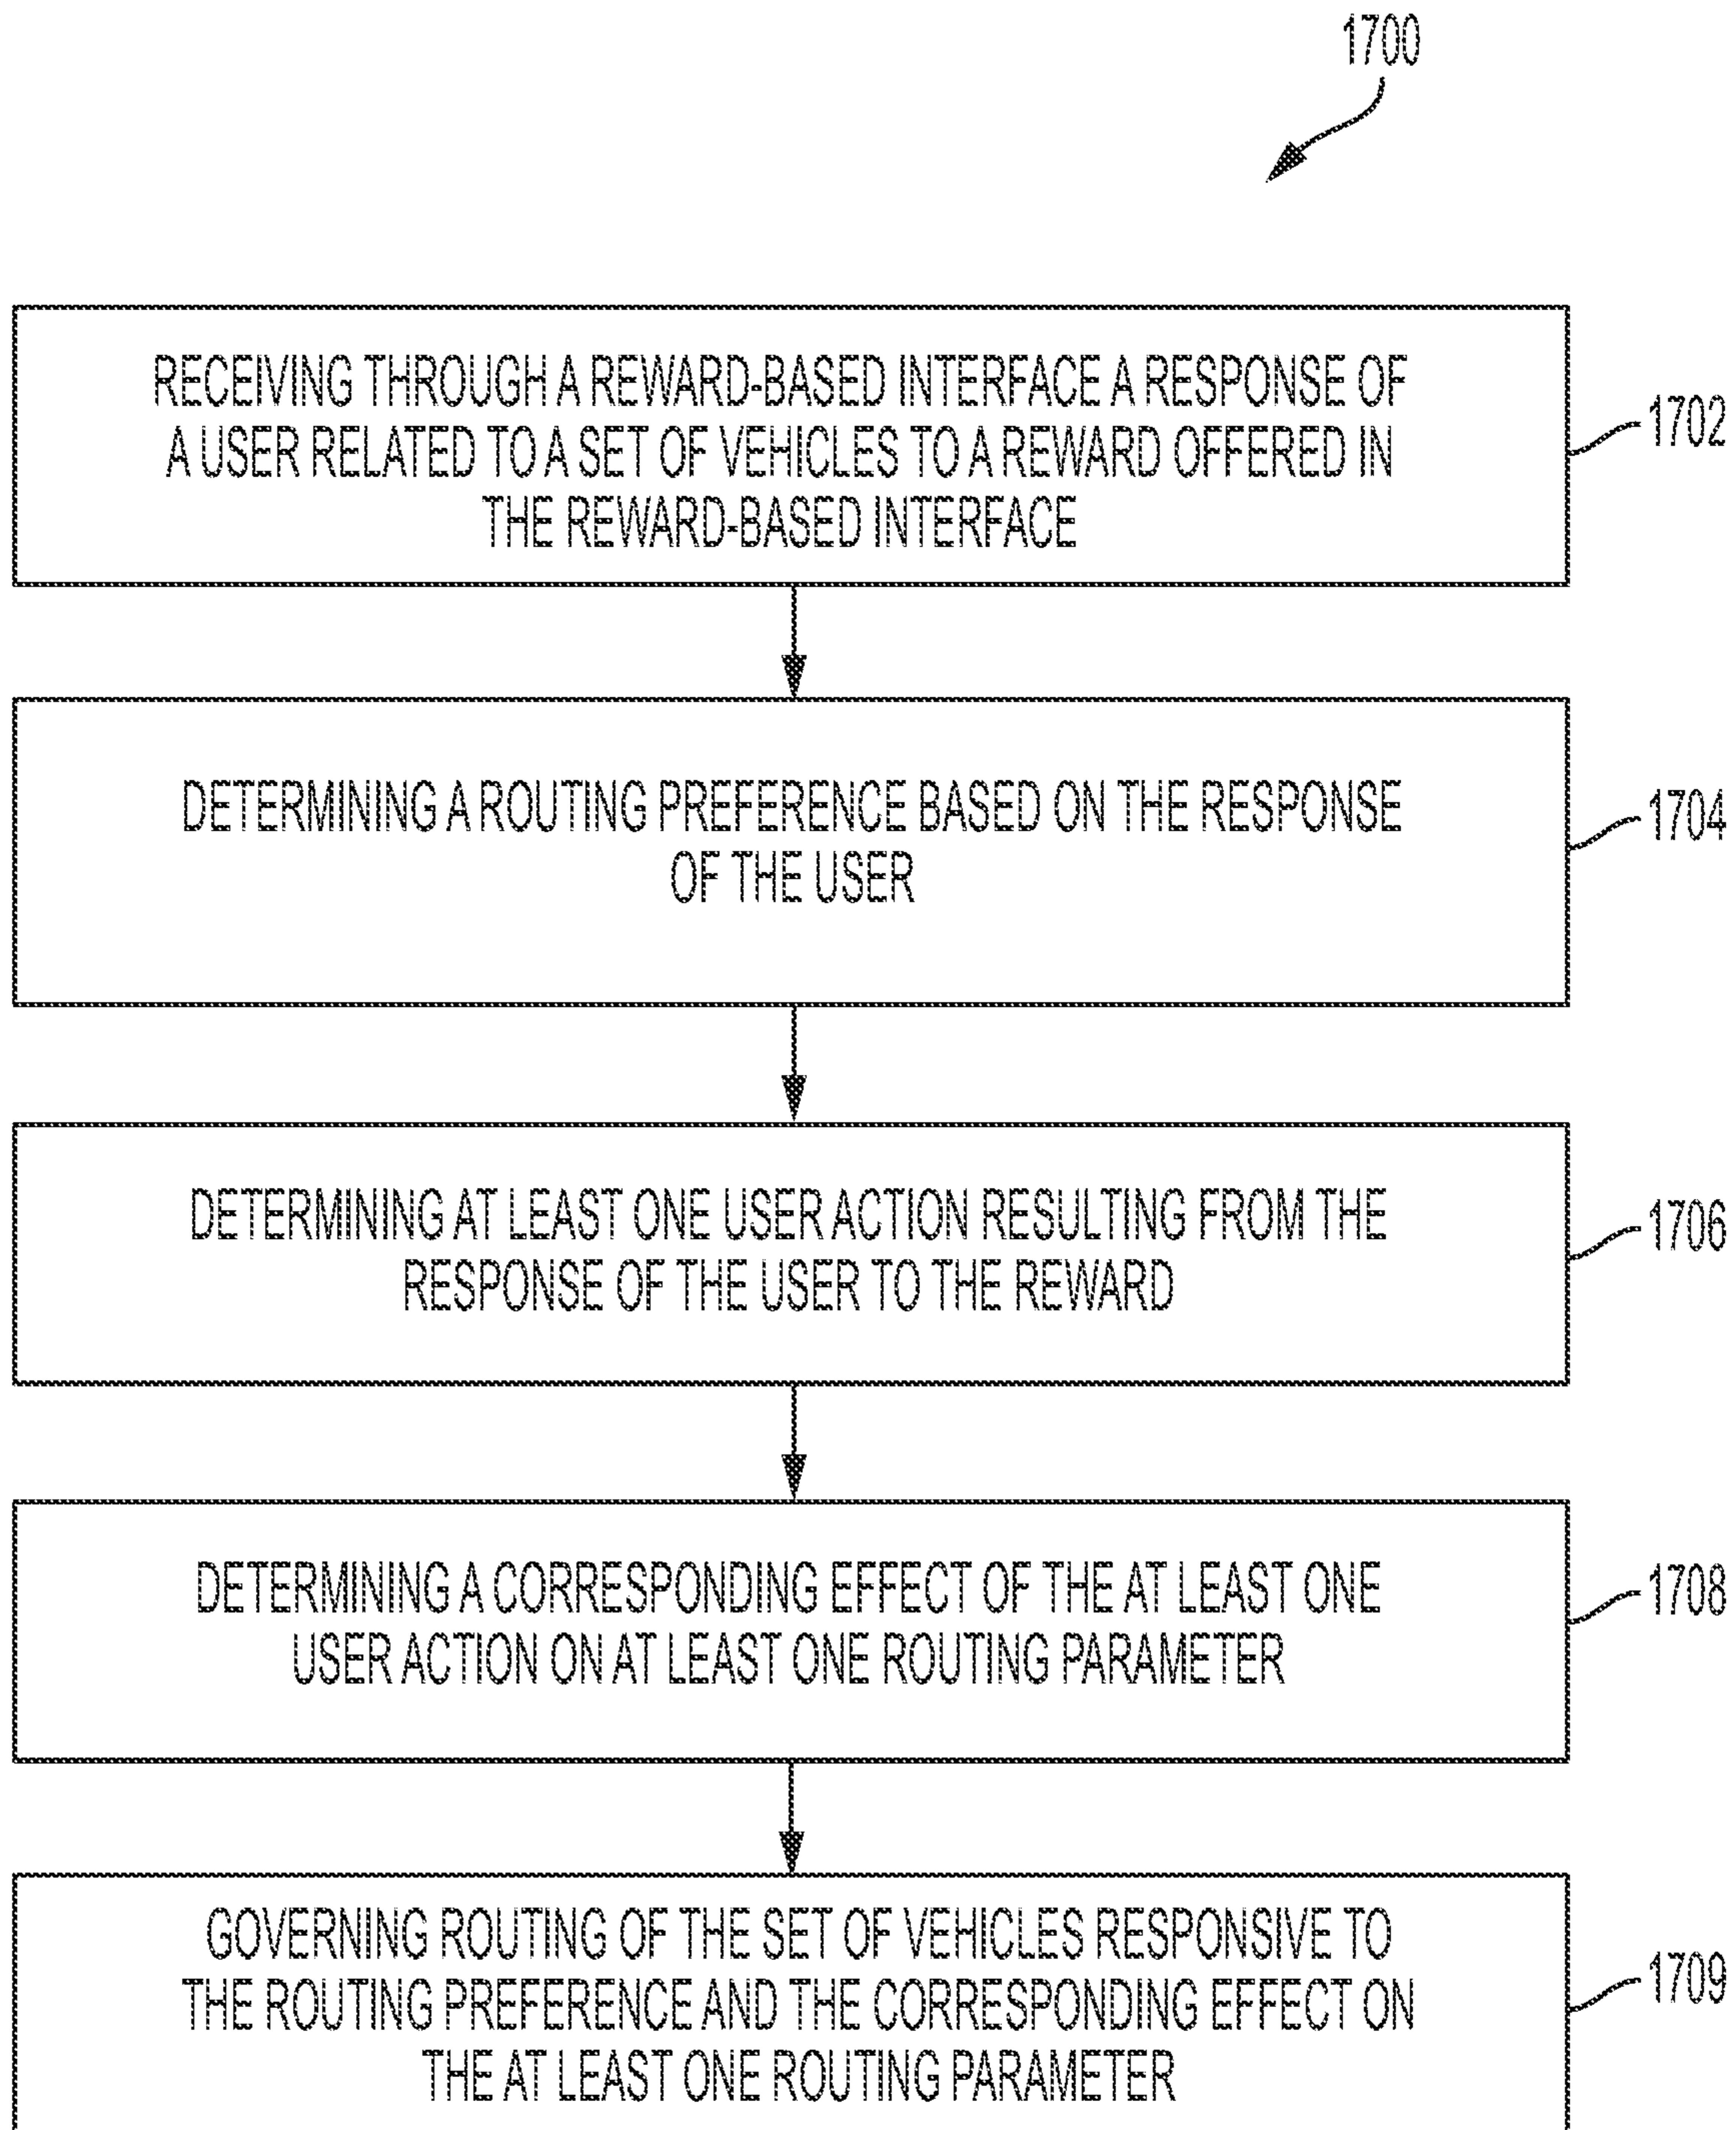 1700
RECEIVING THROUGH A REWARD-BASED INTERFACE A RESPONSE OF
A USER RELATED TO A SET OF VEHICLES TO A REWARD OFFERED IN
THE REWARD-BASED INTERFACE
1702
DETERMINING A ROUTING PREFERENCE BASED ON THE RESPONSE
OF THE USER
1704
DETERMINING AT LEAST ONE USER ACTION RESULTING FROM THE
RESPONSE OF THE USER TO THE REWARD
1706
DETERMINING A CORRESPONDING EFFECT OF THE AT LEAST ONE
USER ACTION ON AT LEAST ONE ROUTING PARAMETER
1708
GOVERNING ROUTING OF THE SET OF VEHICLES RESPONSIVE TO
THE ROUTING PREFERENCE AND THE CORRESPONDING EFFECT ON
THE AT LEAST ONE ROUTING PARAMETER
1709